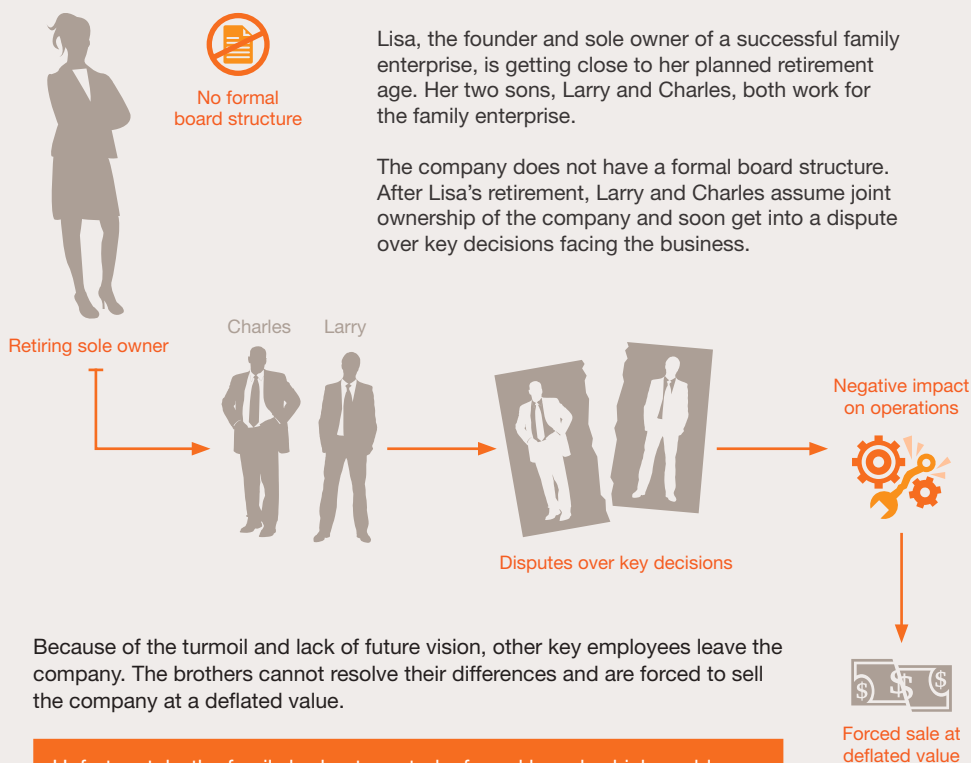 No formal
board structure
Lisa, the founder and sole owner of a successful family
enterprise, is getting close to her planned retirement
age. Her two sons, Larry and Charles, both work for
the family enterprise.
The company does not have a formal board structure.
After Lisa’s retirement, Larry and Charles assume joint
ownership of the company and soon get into a dispute
over key decisions facing the business.
Retiring sole owner
Charles
Larry
Disputes over key decisions
Negative impact
on operations
Because of the turmoil and lack of future vision, other key employees leave the
company. The brothers cannot resolve their differences and are forced to sell
the company at a deflated value.
$ $ $
Forced sale at
deflated value